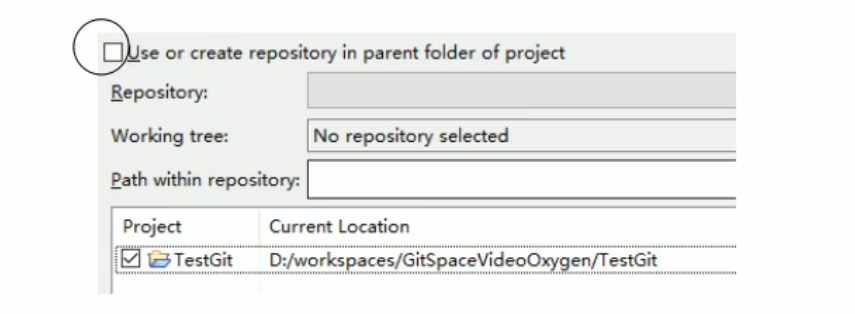 Use or create repository in parent folder of project
Repository:
Working tree: No repository selected
Path within repository:
Project Current Location
TestGit D:/workspaces/GitSpaceVideoOxygen/TestGit